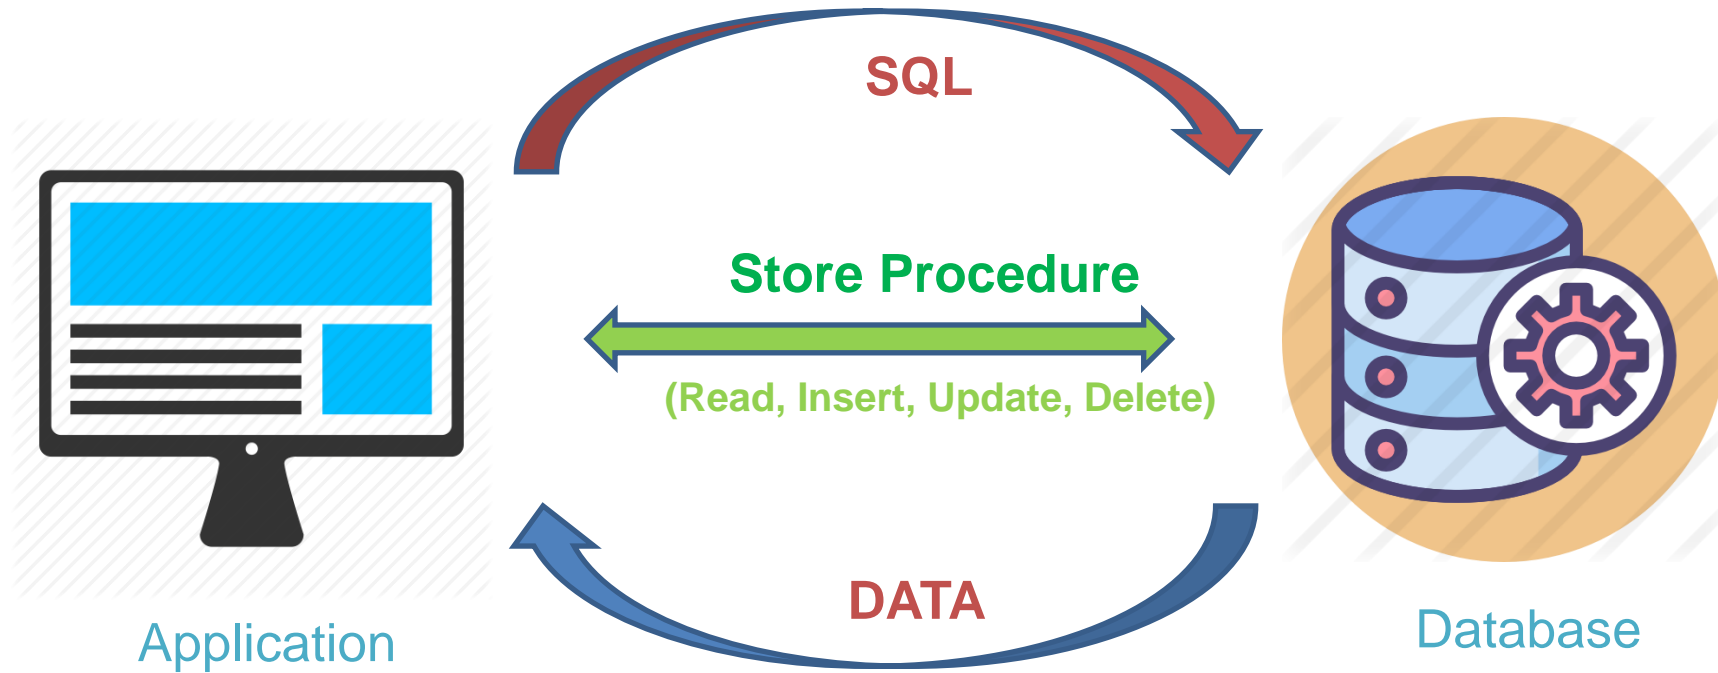 SQL
Store Procedure
(Read, Insert, Update, Delete)
DATA
Application
Database